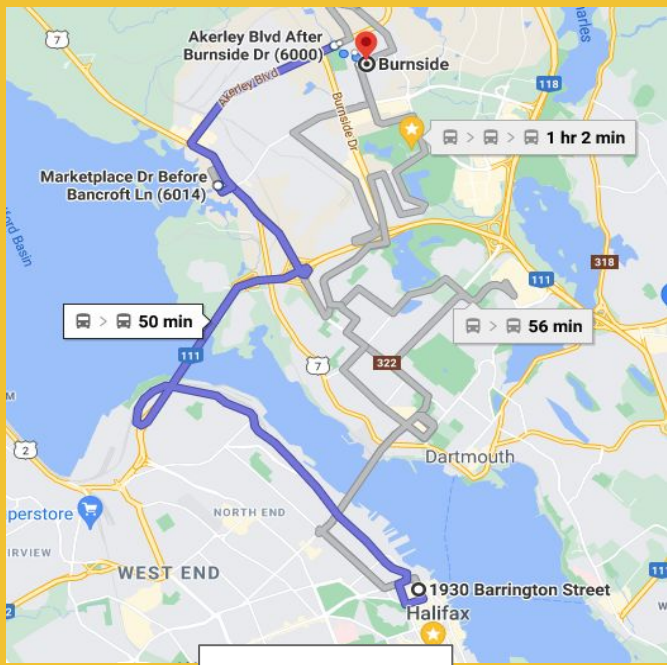 7
Akerley Blvd After
Burnside Dr (6000)
Burnside
Akerley Blvd
118
Burnside Dr
1 hr 2 min
Marketplace Dr Before
Bancroft Ln (6014)
318
111
50 min
56 min
111
7
322
2
Dartmouth
perstore
NORTH END
WEST END
1930 Barrington Street
Halifax